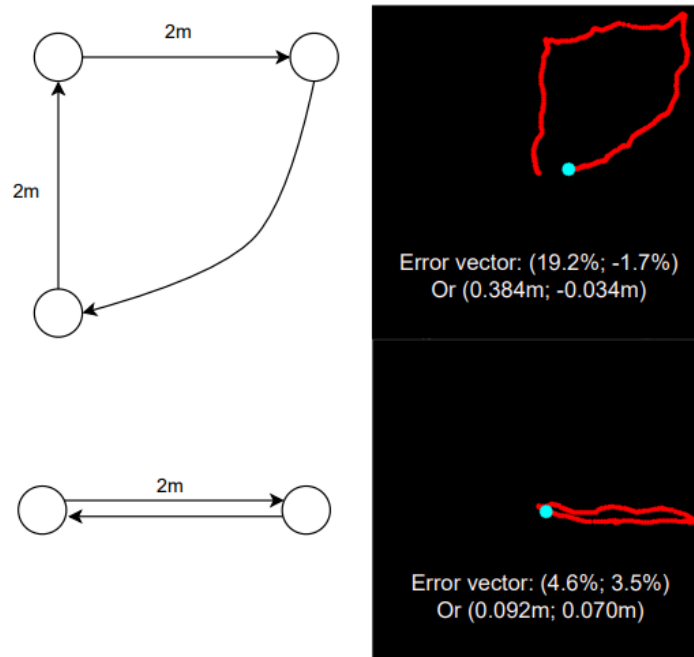 2m
2m
Error vector: (19.2%; -1.7%)
Or (0.384m; -0.034m)
2m
Error vector: (4.6%; 3.5%)
Or (0.092m; 0.070m)